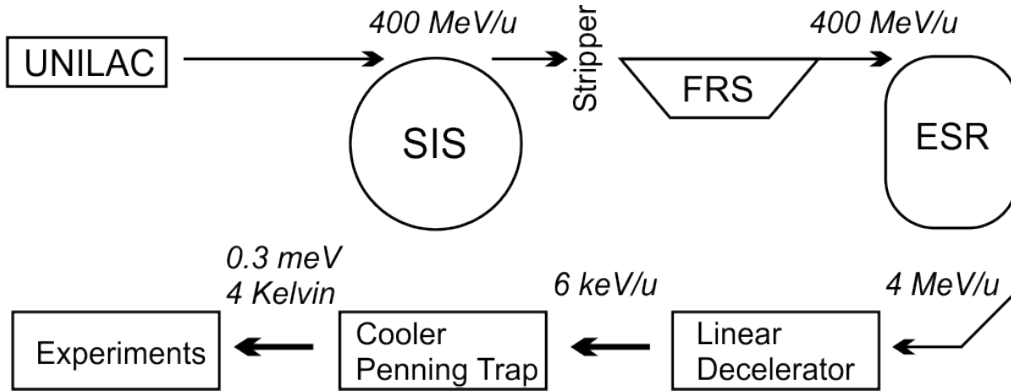 400 MeV/u
400 MeV/u
UNILAC
SIS
Stripper
FRS
ESR
0.3 meV
4 Kelvin
6 keV/u
4 MeV/u
Experiments
Cooler
Penning Trap
Linear
Decelerator